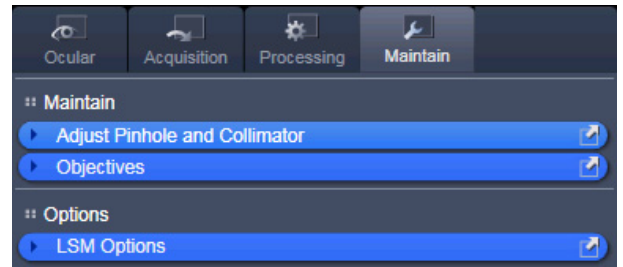 Ocular Acquisition Processing Maintain
Maintain
Adjust Pinhole and Collimator
Objectives
Options
LSM Options